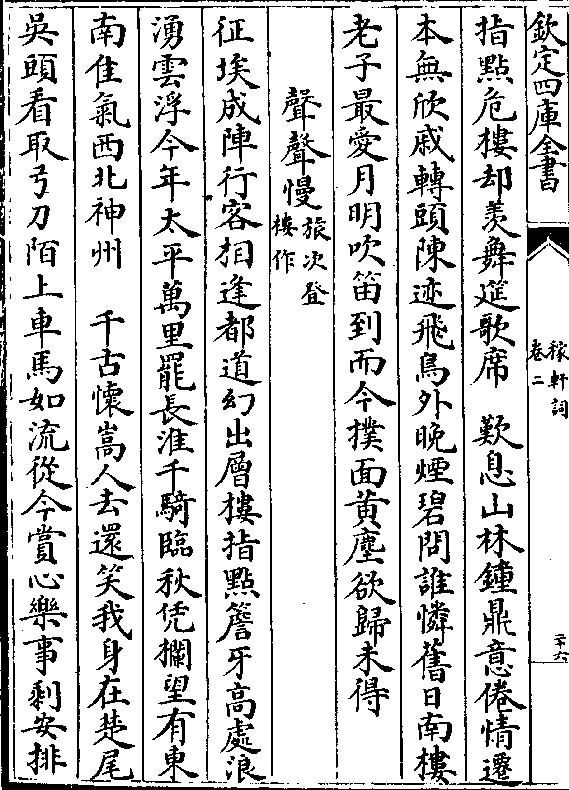 欽定四庫全書
稼軒詞
卷二
二十六
指點危樓却羡舞筵歌席　歎息山林鐘鼎意倦情遷
本無欣戚轉頭陳迹飛鳥外晚煙碧問誰憐舊日南樓
老子最愛月明吹笛到而今撲面黄塵欲歸未得
聲聲慢旅次登樓作
征埃成陣行客相逢都道幻出層樓指點簷牙高處浪
湧雲浮今年太平萬里罷長淮千騎臨秋凭欄望有東
南佳氣西北神州　千古懷嵩人去還笑我身在楚尾
吳頭看取弓刀陌上車馬如流從今賞心樂事剩安排